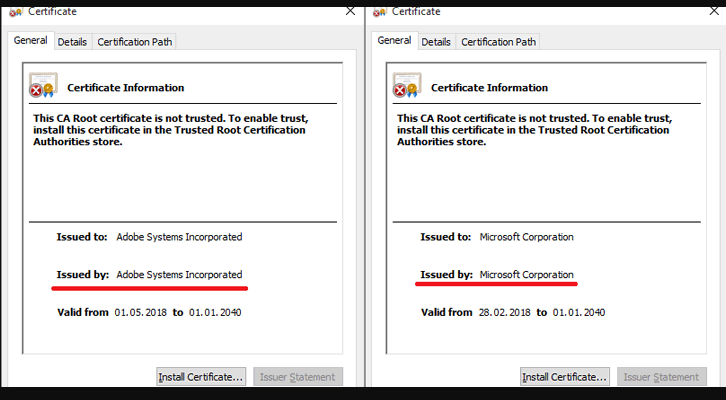 Certificate
General Details Certification Path
Certificate Information
This CA Root certificate is not trusted. To enable trust,
install this certificate in the Trusted Root Certification
Authorities store.
Issued to: Adobe Systems Incorporated
Issued by: Adobe Systems Incorporated
Valid from 01.05.2018 to 01.01.2040
Install Certificate... Issuer Statement
Certificate
General Details Certification Path
Certificate Information
This CA Root certificate is not trusted. To enable trust,
install this certificate in the Trusted Root Certification
Authorities store.
Issued to: Microsoft Corporation
Issued by: Microsoft Corporation
Valid from 28.02.2018 to 01.01.2040
Install Certificate... Issuer Statement